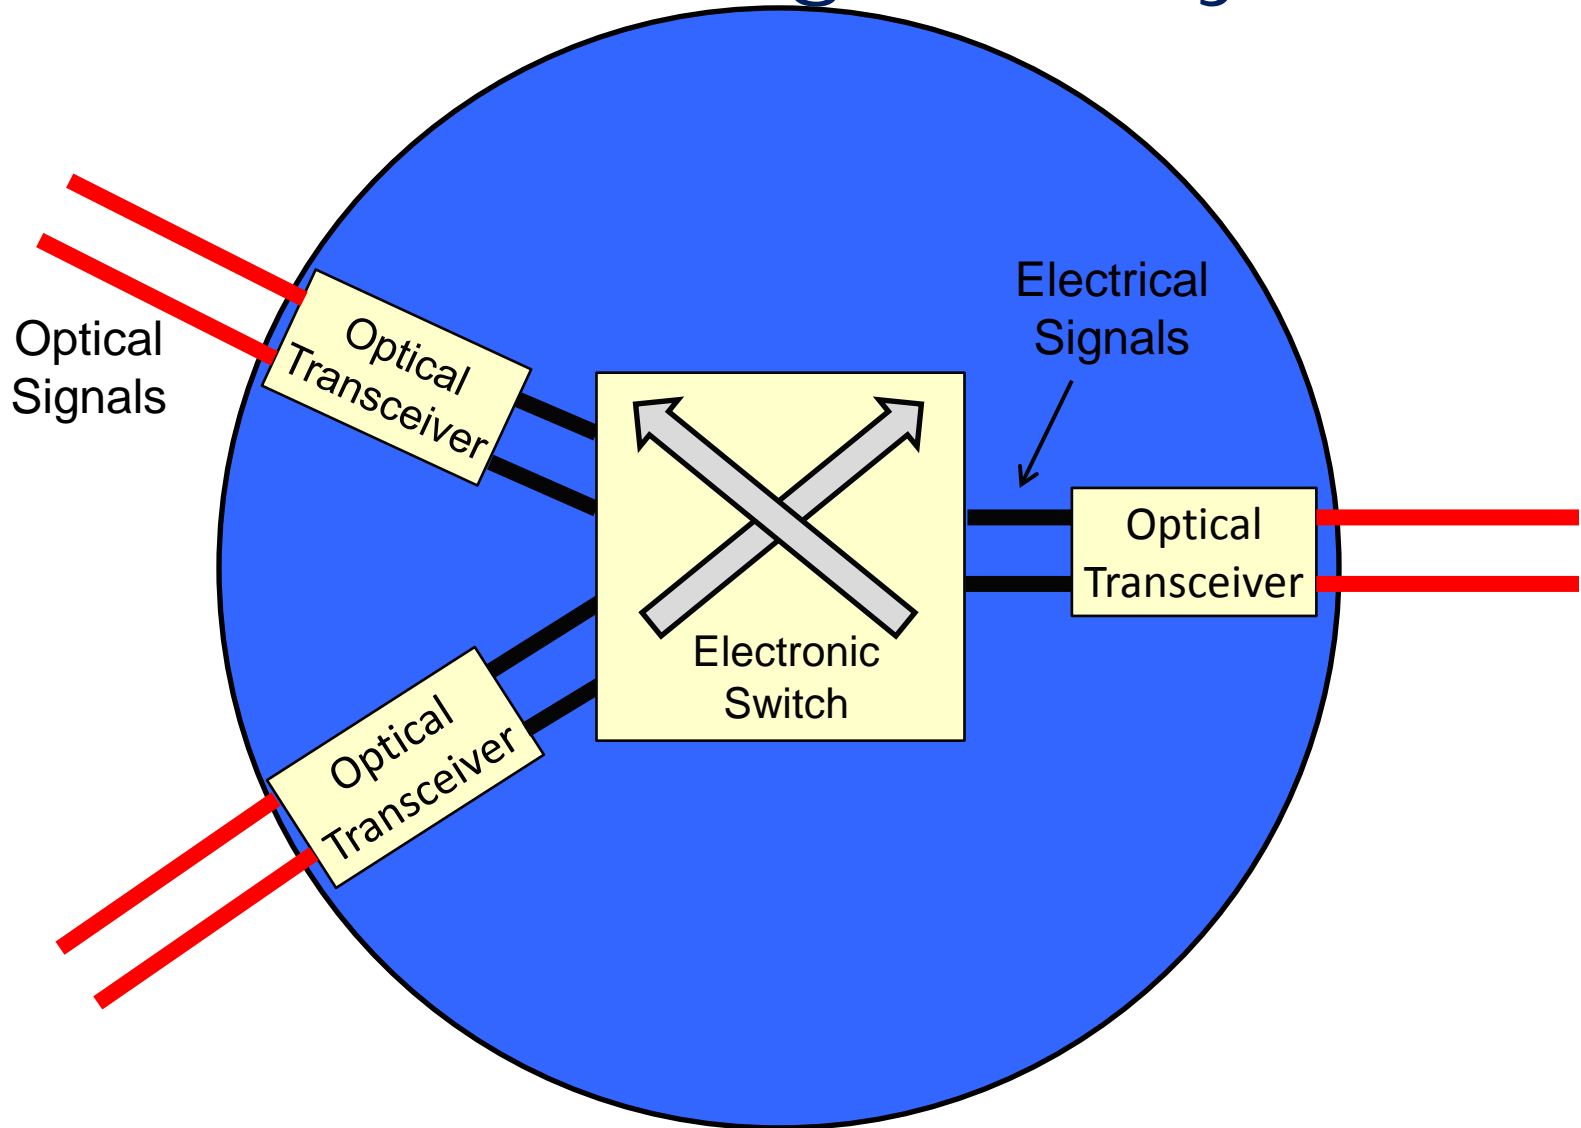 Optical
Signals
Optical
Transceiver
Electrical
Signals
Optical
Transceiver
Electronic
Switch
Optical
Transceiver